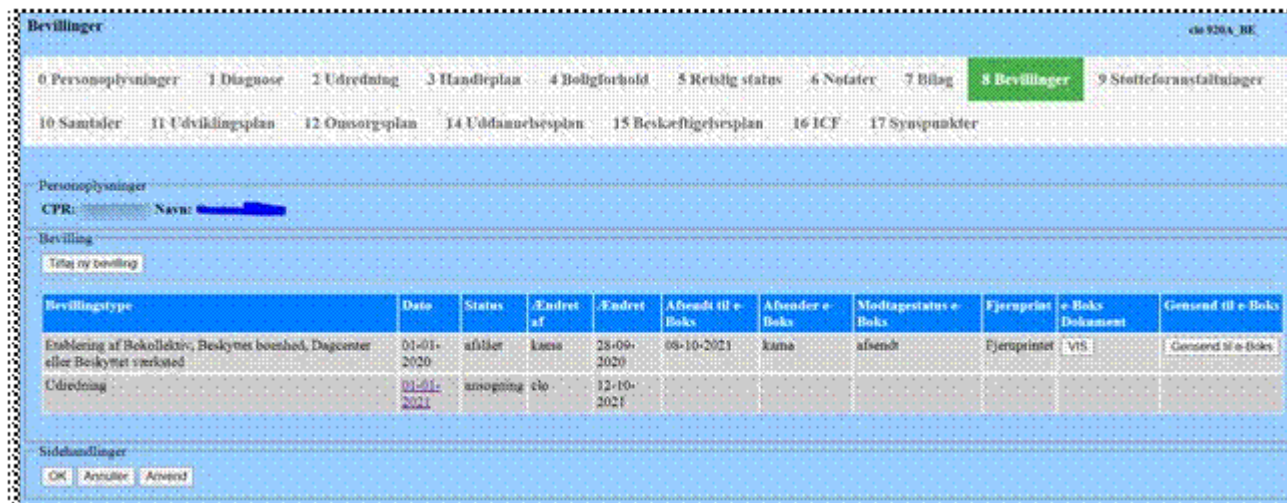 Bevillinger
clo 920A_BE
0 Personoplysninger 1 Diagnose 2 Udredning 3 Handleplan 4 Boligforhold 5 Retslig status 6 Notater 7 Bilag 8 Bevillinger 9 Støtteforanstaltninger
10 Samtaler 11 Udviklingsplan 12 Omsorgsplan 14 Uddannelsesplan 15 Beskæftigelsesplan 16 ICF 17 Synspunkter
Personoplysninger
CPR: Navn:
Bevilling
Tilføj ny bevilling
Bevillingstype Dato Status Ændret af Ændret Afsendt til e-Boks Afsender e-Boks Modtagestatus e-Boks Fjernprint e-Boks Dokument Gensend til e-Boks
Etablering af Bokollektiv, Beskyttet boenhed, Dagcenter 01-01- afslået kama 28-09- 08-10-2021 kama afsendt Fjernprintet VIS Gensend til e-Boks
eller Beskyttet værksted 2020 2020
Udredning 01-01- ansøgning clo 12-10-
2021 2021
Sidehandlinger
OK Annuller Anvend